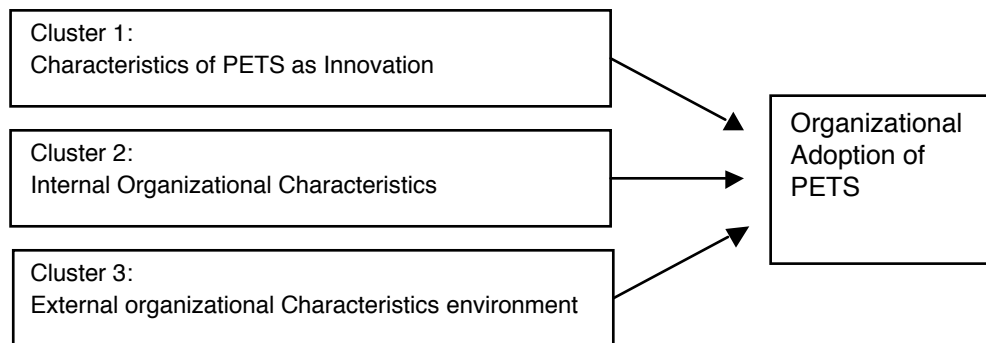 Cluster 1:
Characteristics of PETS as Innovation
Cluster 2:
Internal Organizational Characteristics
Cluster 3:
External organizational Characteristics environment
Organizational
Adoption of
PETS